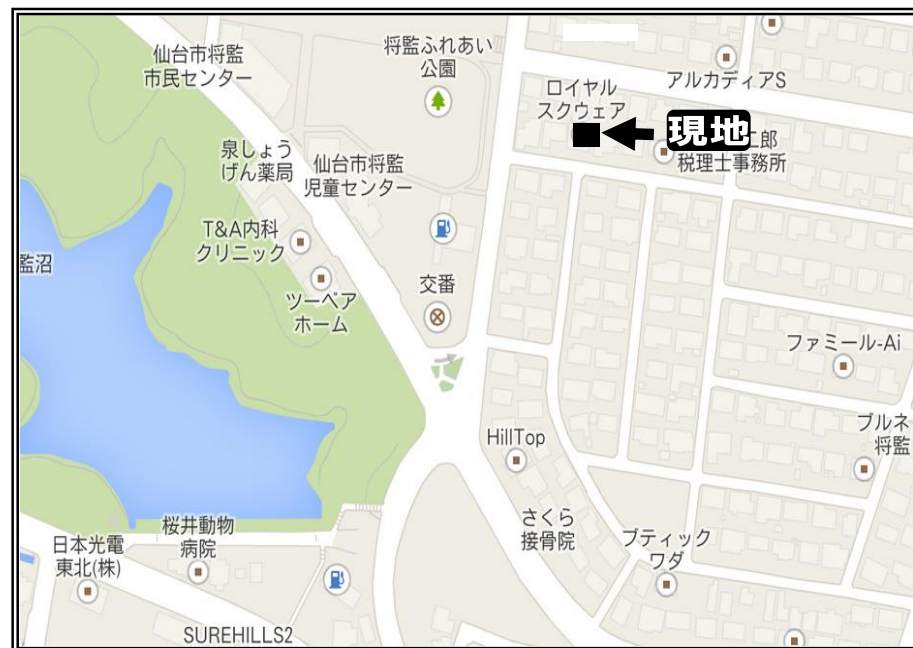 仙台市将監
市民センター
将監ふれあい
公園
アルカディアS
ロイヤル
スクウェア
現地
二郎
税理士事務所
泉しょう
げん薬局
仙台市将監
児童センター
T&A内科
クリニック
監沼
ツーペア
ホーム
交番
ファミール-Ai
ブルネ
将監
HillTop
さくら
接骨院
ブティック
ワダ
桜井動物
病院
日本光電
東北(株)
SUREHILLS2